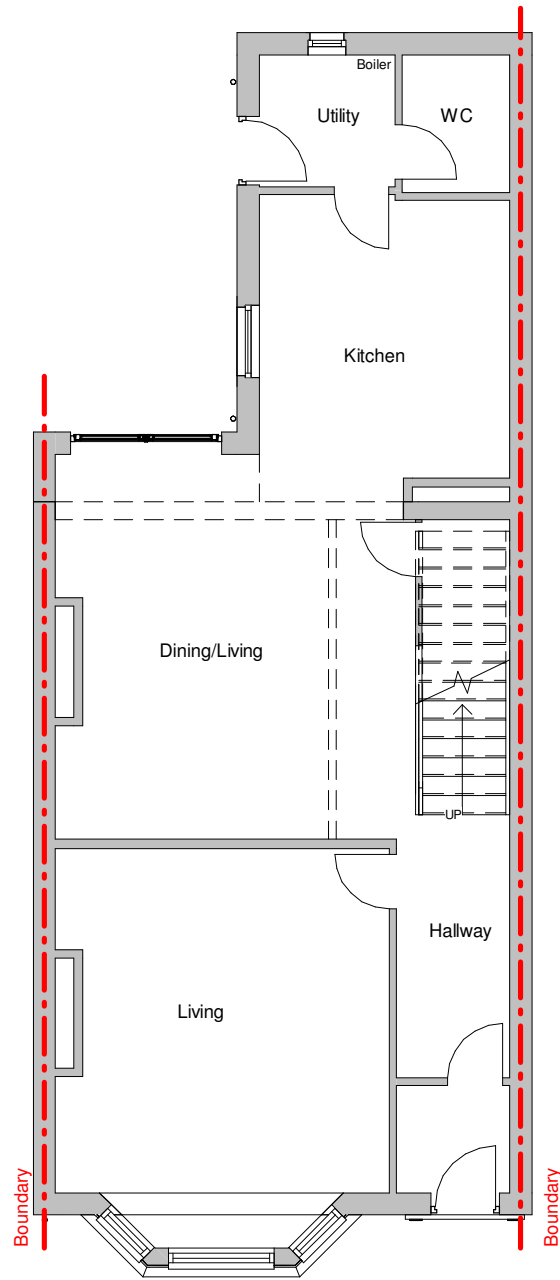 Boiler
Utility
WC
Kitchen
Dining/Living
UP
Hallway
Living
Boundary
Boundary